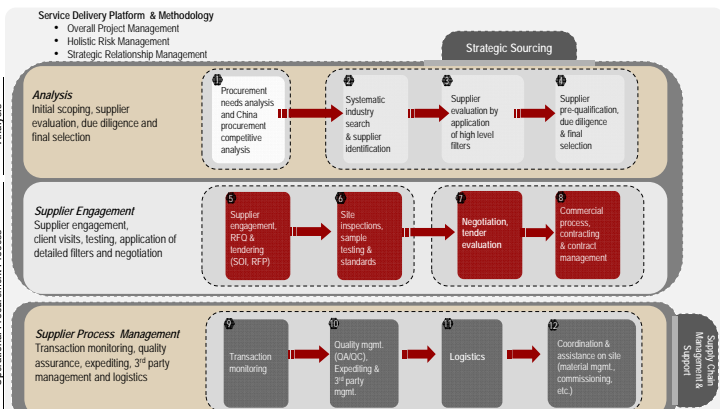 Service Delivery Platform & Methodology
• Overall Project Management
• Holistic Risk Management
• Strategic Relationship Management
Strategic Sourcing
Analysis
Initial scoping, supplier
evaluation, due diligence and
final selection
1
Procurement
needs analysis
and China
procurement
competitive
analysis
2
Systematic
industry
search
& supplier
identification
3
Supplier
evaluation by
application
of high level
filters
4
Supplier
pre-qualification,
due diligence
& final
selection
Supplier Engagement
Supplier engagement,
client visits, testing, application of
detailed filters and negotiation
5
Supplier
engagement,
RFQ &
tendering
(SOI, RFP)
6
Site
inspections,
sample
testing &
standards
7
Negotiation,
tender
evaluation
8
Commercial
process,
contracting
& contract
management
Supplier Process Management
Transaction monitoring, quality
assurance, expediting, 3rd party
management and logistics
9
Transaction
monitoring
10
Quality mgmt.
(QA/QC),
Expediting &
3rd party
mgmt.
11
Logistics
12
Coordination &
assistance on site
(material mgmt.,
commissioning,
etc.)
Supply Chain
Management &
Support